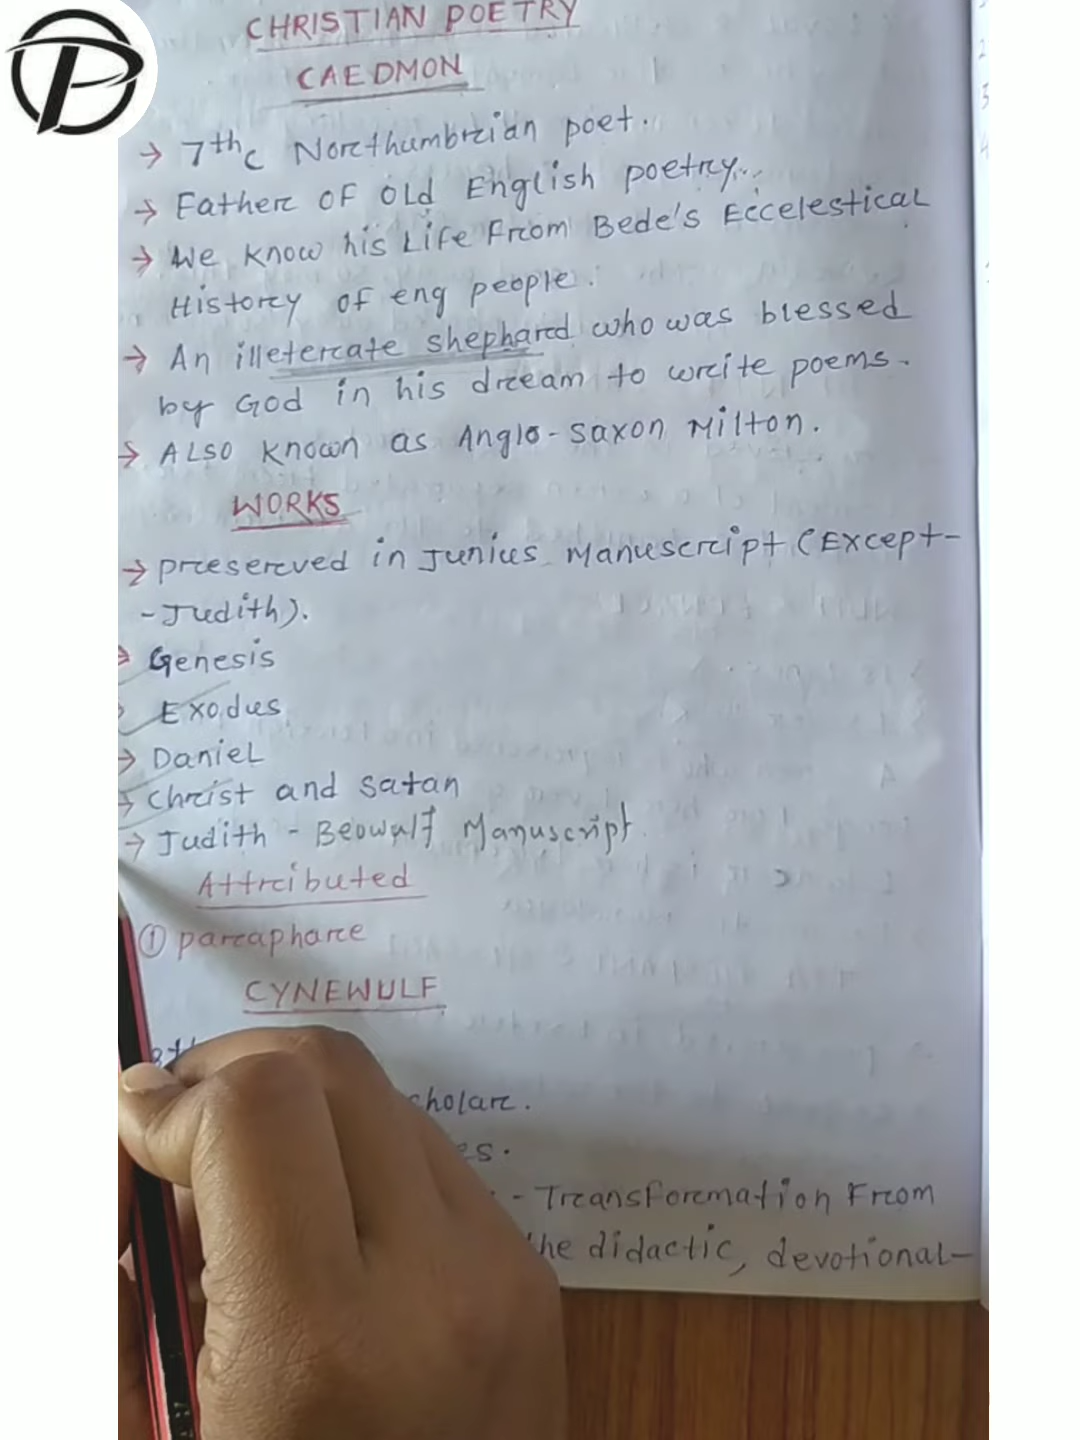 CHRISTIAN POETRY
CAEDMON
→ 7th c Northumbrian poet.
→ Father OF OLd English poetry.
→ We know his Life From Bede's Eccelestical
History of eng people.
→ An illeterate shephard who was blessed
by God in his dream to write poems.
→ ALSO known as Anglo-saxon Milton.
WORKS
→ preserved in Junius Manuscript (Except-
-Judith).
→ Genesis
Exodus
→ DanieL
→ christ and satan
→ Judith - Beowulf Manuscript
Attributed
① paraphare
CYNEWULF
cholar.
es.
- Transformation From
he didactic, devotional-